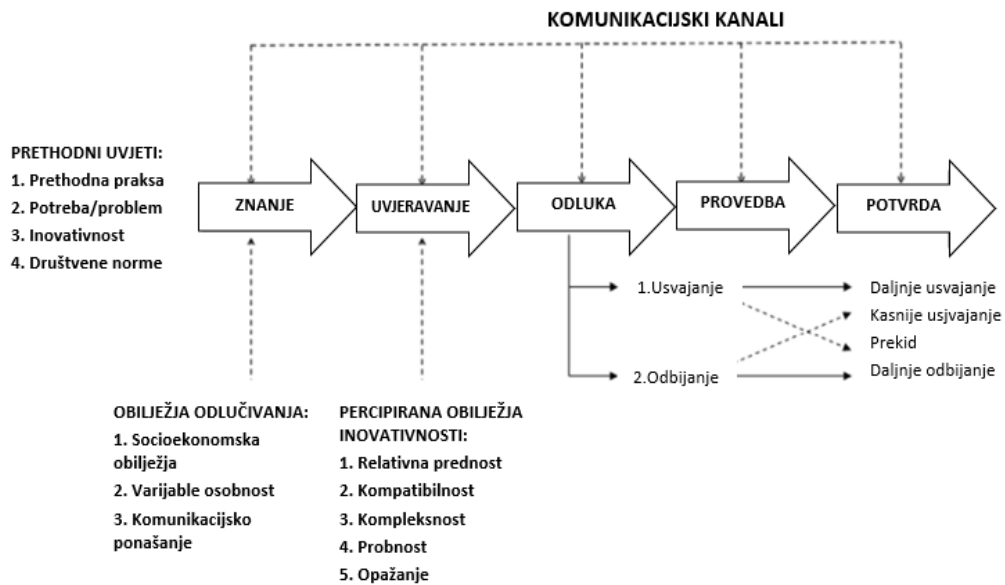 KOMUNIKACIJSKI KANALI
PRETHODNI UVJETI:
1. Prethodna praksa
2. Potreba/problem
3. Inovativnost
4. Društvene norme
ZNANJE
UVJERAVANJE
ODLUKA
PROVEDBA
POTVRDA
1.Usvajanje
2.Odbijanje
Daljnje usvajanje
Kasnije usjvajanje
Prekid
Daljnje odbijanje
OBILJEŽJA ODLUČIVANJA:
1. Socioekonomska
obilježja
2. Varijable osobnost
3. Komunikacijsko
ponašanje
PERCIPIRANA OBILJEŽJA
INOVATIVNOSTI:
1. Relativna prednost
2. Kompatibilnost
3. Kompleksnost
4. Probnost
5. Opažanje